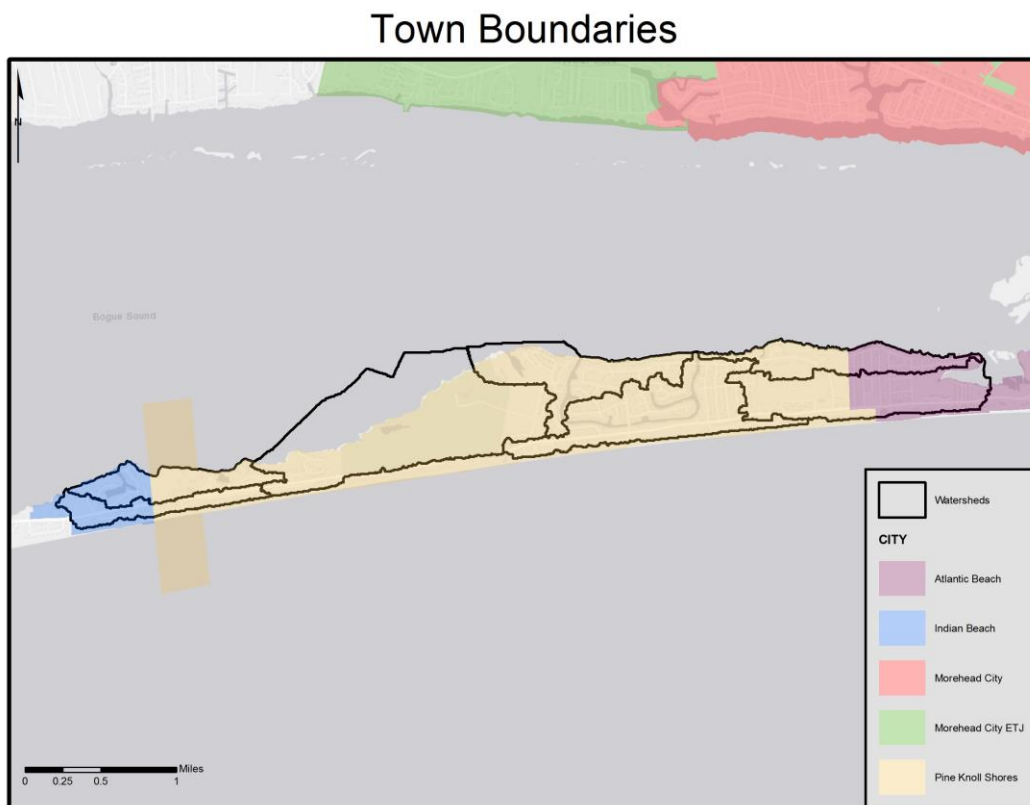 Town Boundaries
N
Bogue Sound
Watersheds
CITY
Atlantic Beach
Indian Beach
Morehead City
Morehead City ETJ
Pine Knoll Shores
Miles
0 0.25 0.5 1